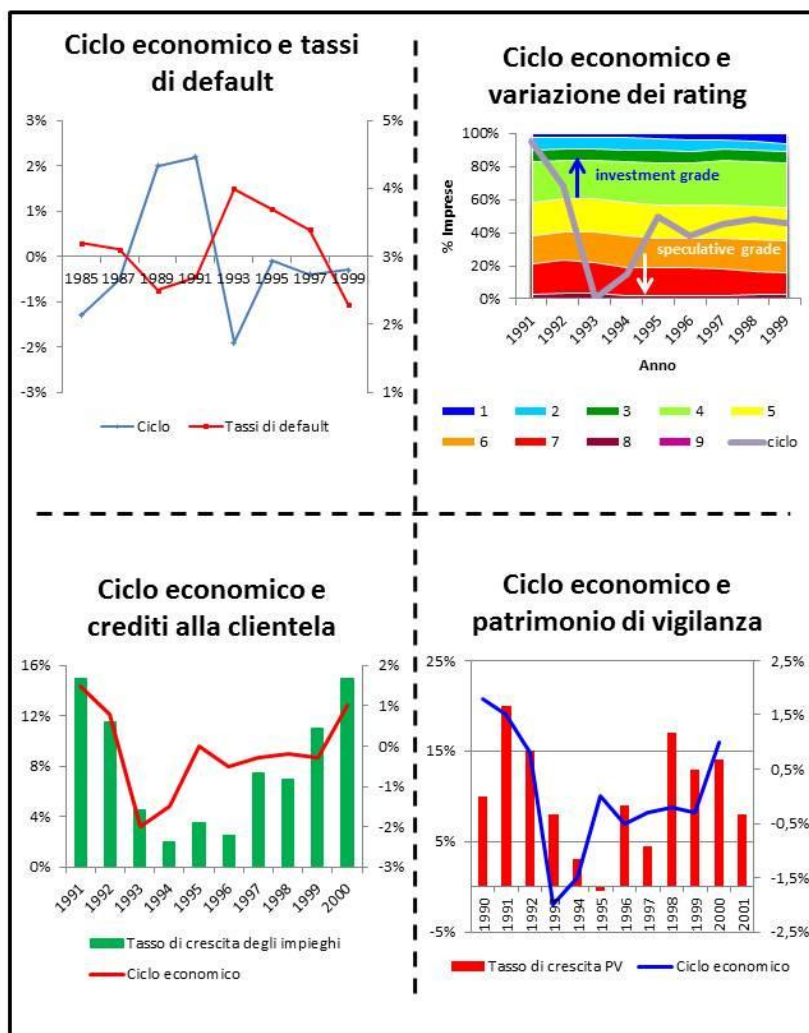 Ciclo economico e tassi
di default
3%
2%
1%
0%
-1%
-2%
-3%
5%
4%
3%
2%
1%
1985 1987 1989 1991 1993 1995 1997 1999
Ciclo Tassi di default
Ciclo economico e
variazione dei rating
100%
80%
60%
40%
20%
0%
% Imprese
investment grade
speculative grade
1991 1992 1993 1994 1995 1996 1997 1998 1999
Anno
1 2 3 4 5
6 7 8 9 ciclo
Ciclo economico e
crediti alla clientela
16%
12%
8%
4%
0%
2%
1%
0%
-1%
-2%
-3%
1991 1992 1993 1994 1995 1996 1997 1998 1999 2000
Tasso di crescita degli impieghi
Ciclo economico
Ciclo economico e
patrimonio di vigilanza
25%
15%
5%
-5%
2,5%
1,5%
0,5%
-0,5%
-1,5%
-2,5%
1990 1991 1992 1993 1994 1995 1996 1997 1998 1999 2000 2001
Tasso di crescita PV Ciclo economico